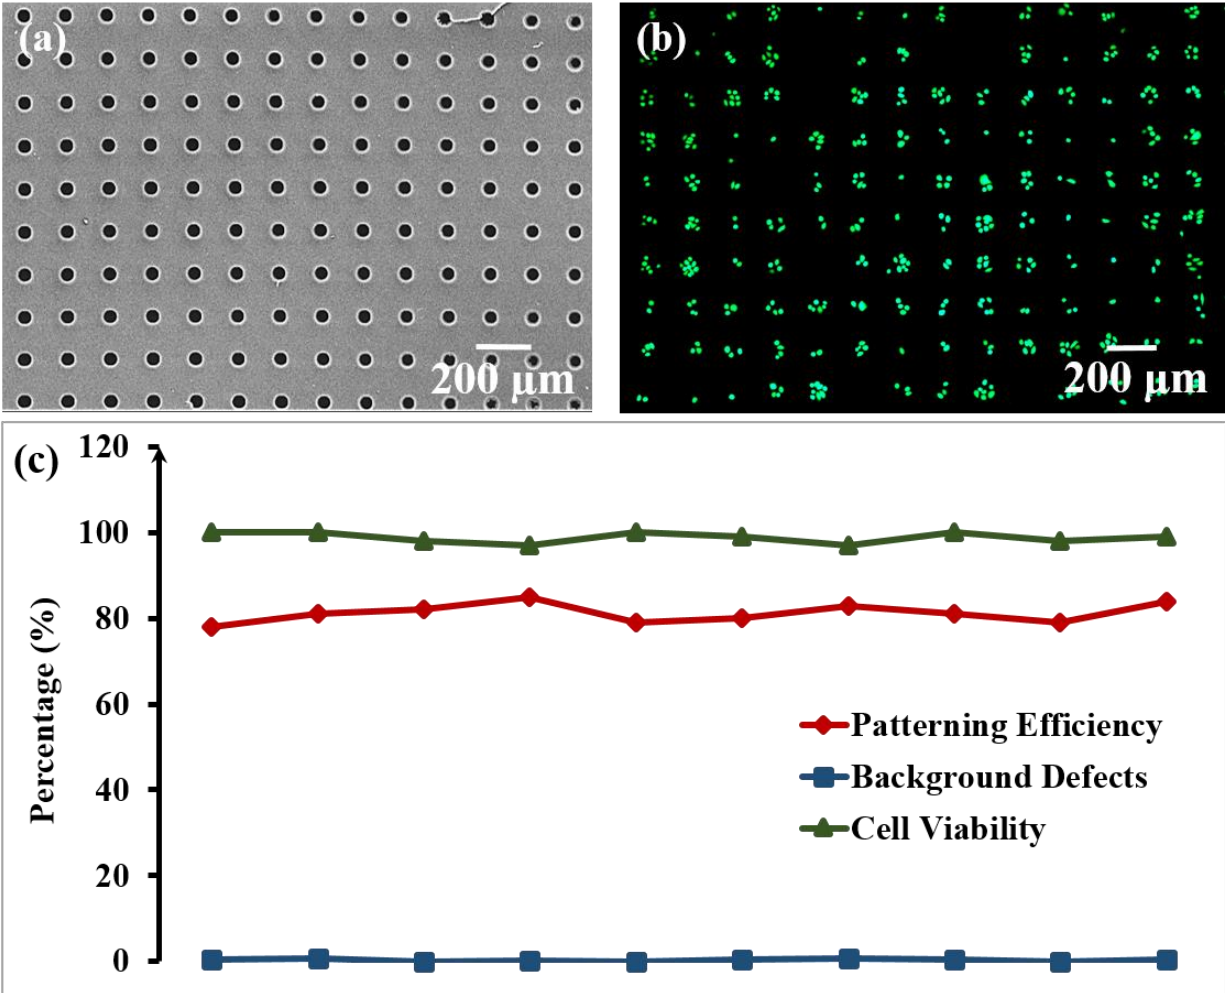 (a)
200 μm
(b)
200 μm
(c)
120
100
80
60
40
20
0
Percentage (%)
Patterning Efficiency
Background Defects
Cell Viability